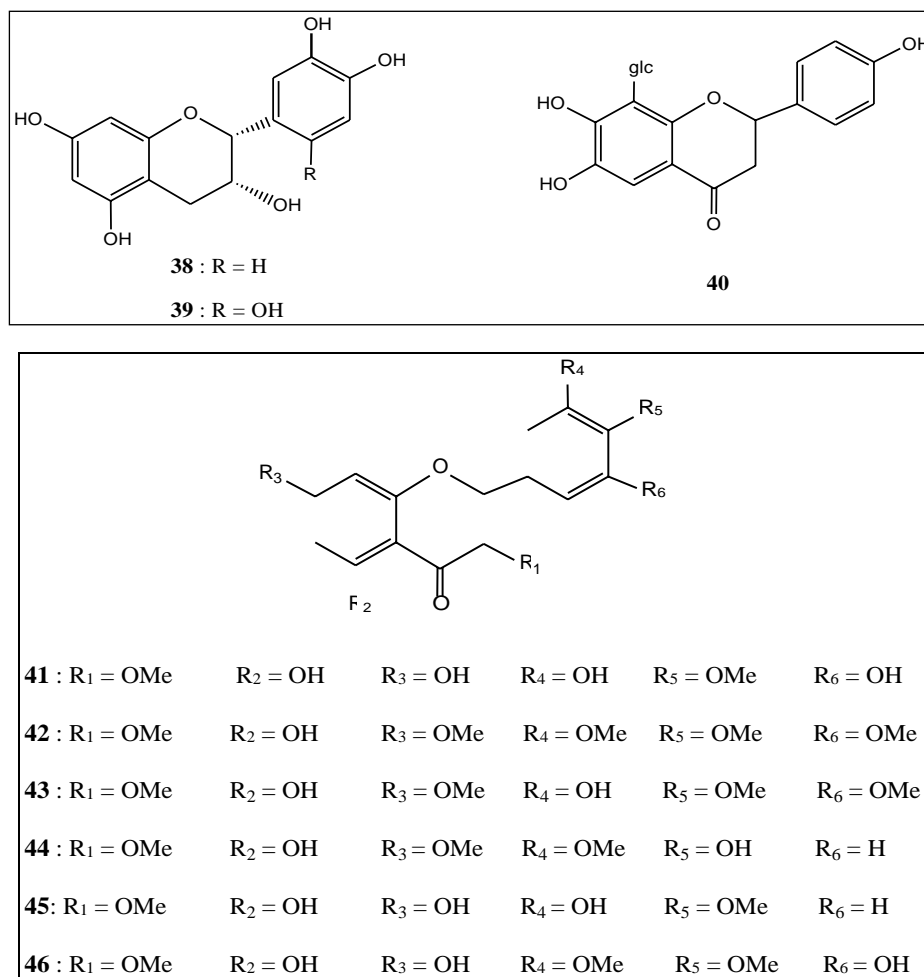 OH
OH
HO
O
R
OH
OH
38 : R = H
39 : R = OH
OH
glc
HO
O
HO
O
40
R4
R5
R3
O
R6
R1
R 2
O
41 : R1 = OMe R2 = OH R3 = OH R4 = OH R5 = OMe R6 = OH
42 : R1 = OMe R2 = OH R3 = OMe R4 = OMe R5 = OMe R6 = OMe
43 : R1 = OMe R2 = OH R3 = OMe R4 = OH R5 = OMe R6 = OMe
44 : R1 = OMe R2 = OH R3 = OMe R4 = OMe R5 = OH R6 = H
45: R1 = OMe R2 = OH R3 = OH R4 = OH R5 = OMe R6 = H
46 : R1 = OMe R2 = OH R3 = OH R4 = OMe R5 = OMe R6 = OH